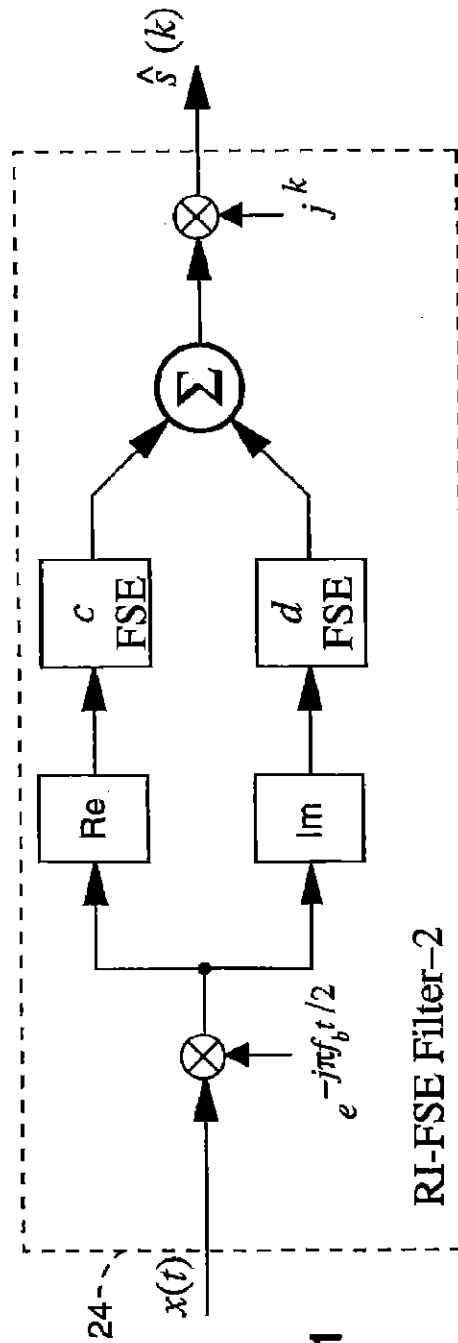 24
x(t)
e^{-jπf_b t/2}
Re
Im
c
FSE
d
FSE
Σ
j^k
ŝ(k)
RI-FSE Filter–2
1